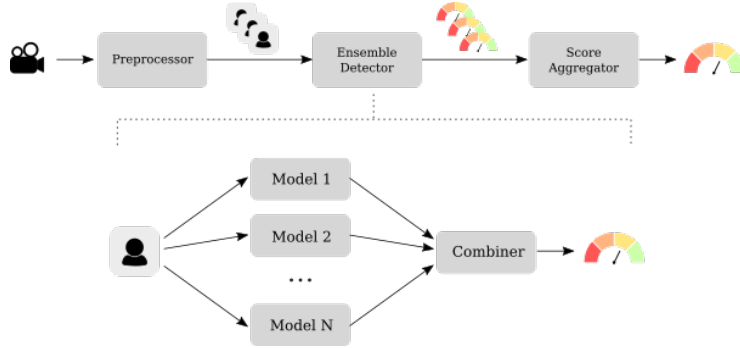 Preprocessor
Ensemble
Detector
Score
Aggregator
Model 1
Model 2
...
Model N
Combiner